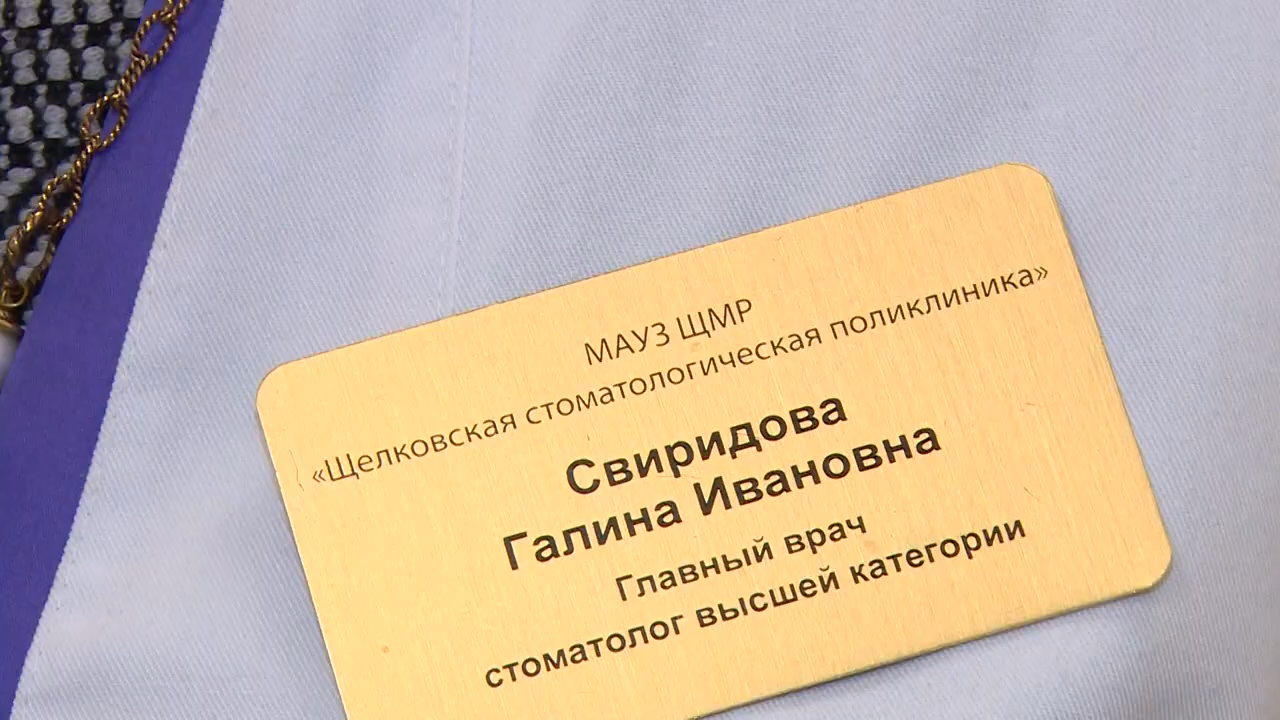 МАУЗ ЩМР
«Щелковская стоматологическая поликлиника»
Свиридова
Галина Ивановна
Главный врач
стоматолог высшей категории